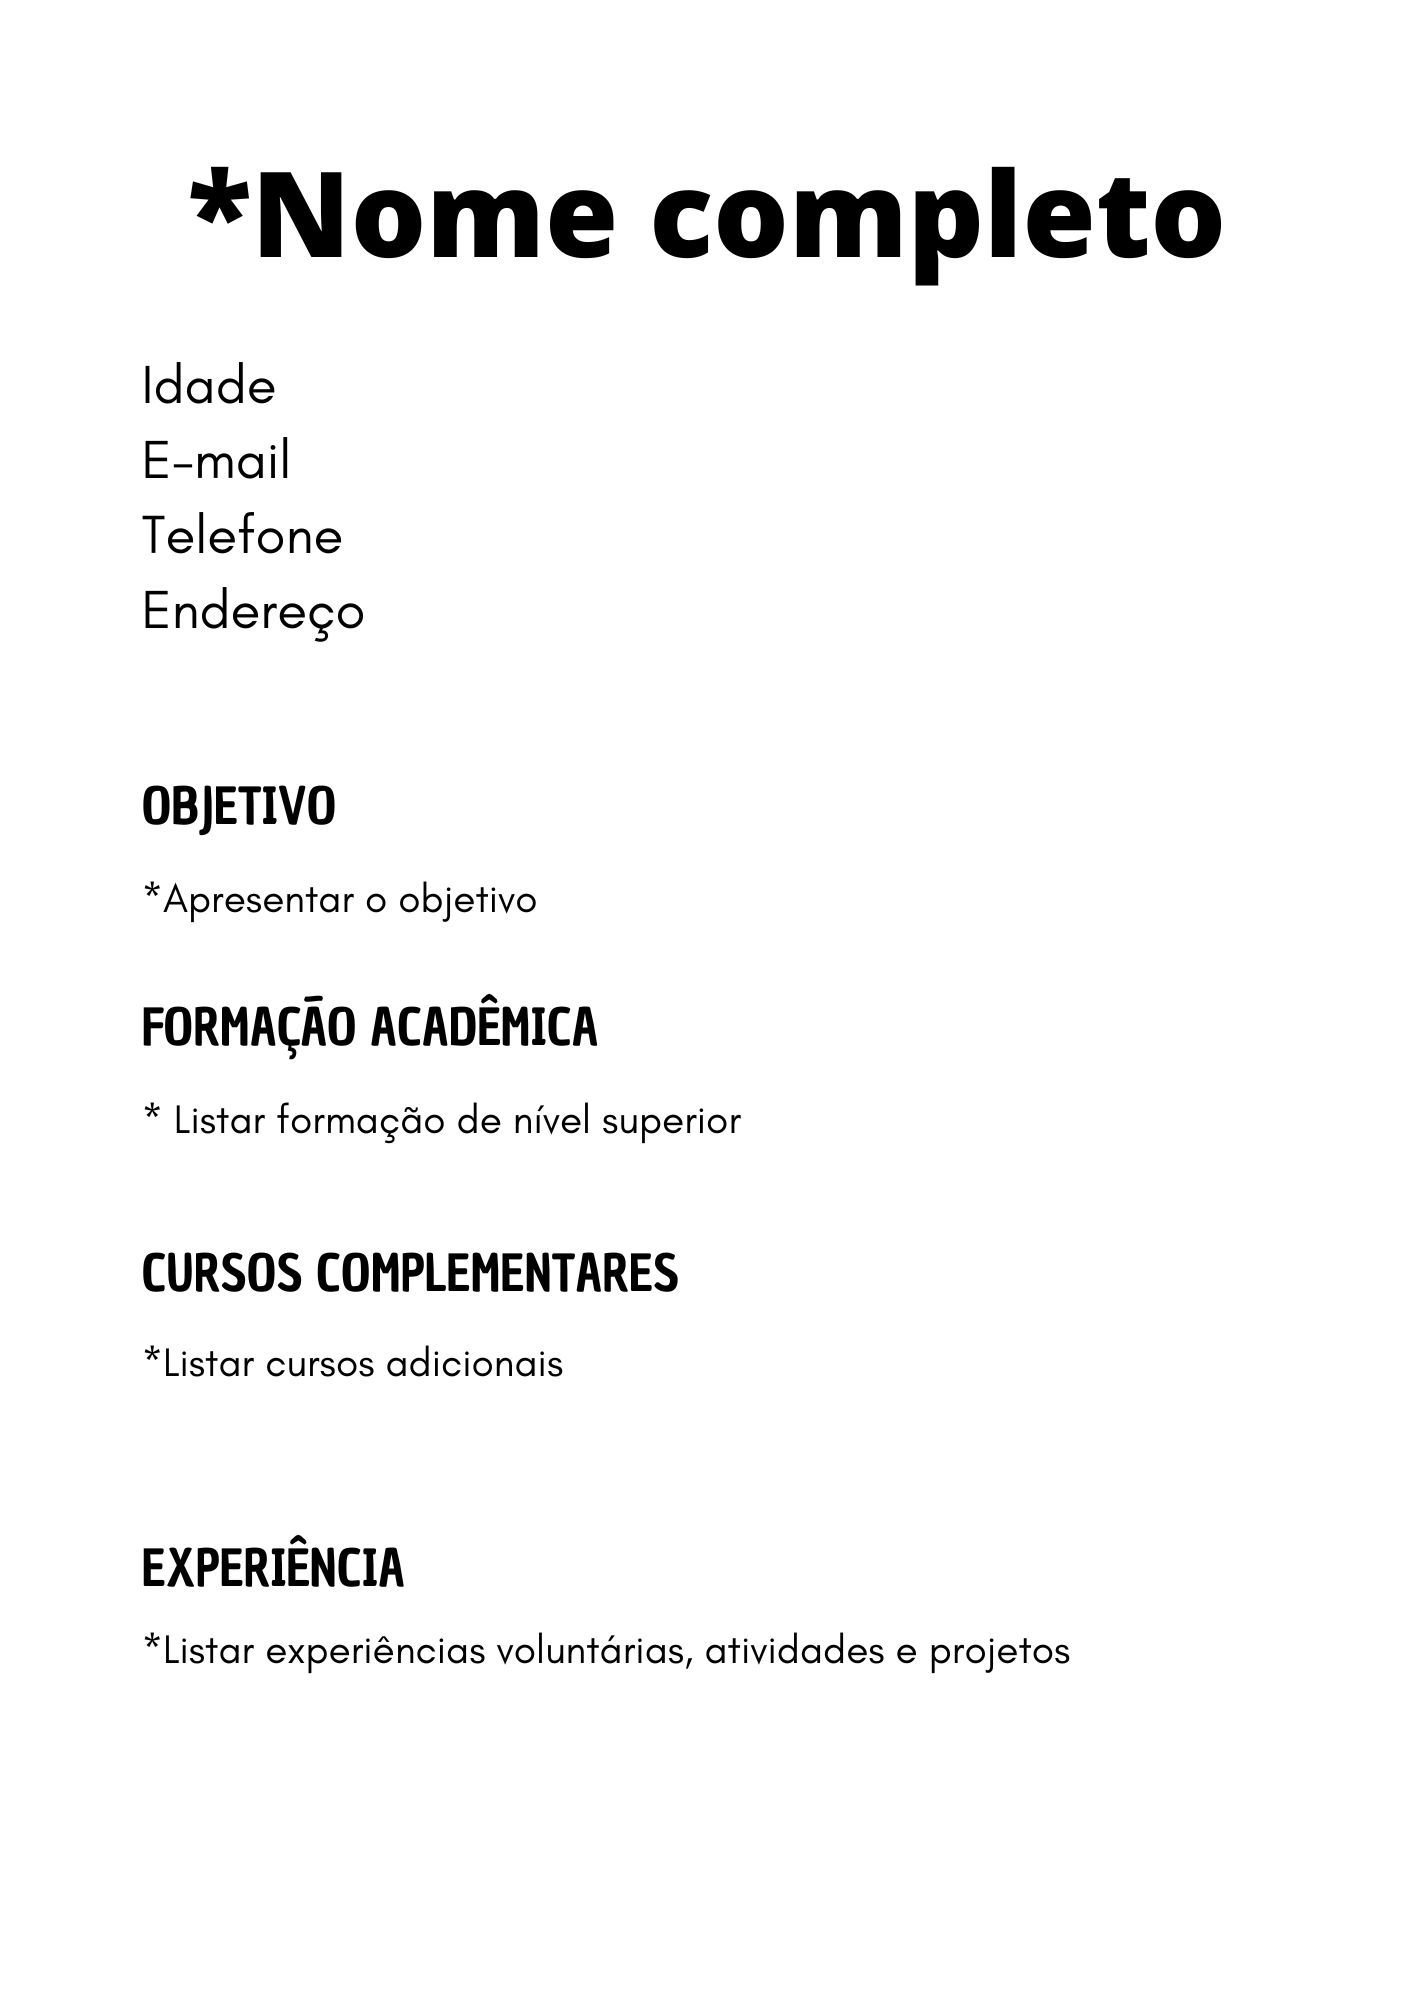 *Nome completo
Idade
E-mail
Telefone
Endereço
OBJETIVO
*Apresentar o objetivo
FORMAÇÃO ACADÊMICA
* Listar formação de nível superior
CURSOS COMPLEMENTARES
*Listar cursos adicionais
EXPERIÊNCIA
*Listar experiências voluntárias, atividades e projetos